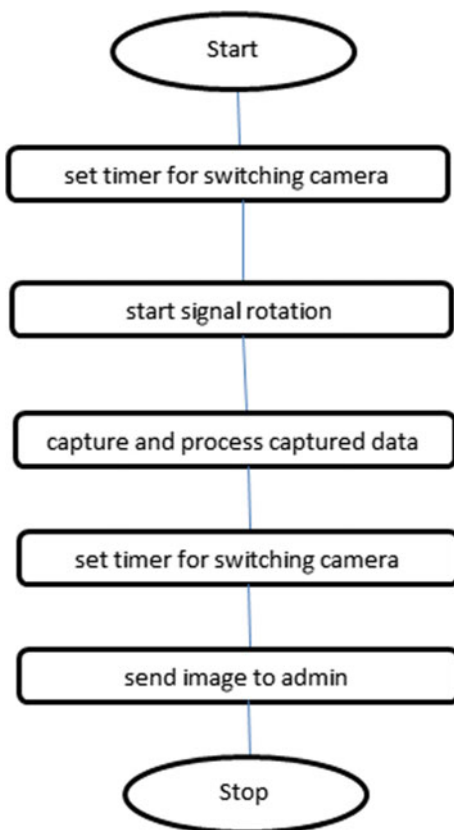 Start
set timer for switching camera
start signal rotation
capture and process captured data
set timer for switching camera
send image to admin
Stop